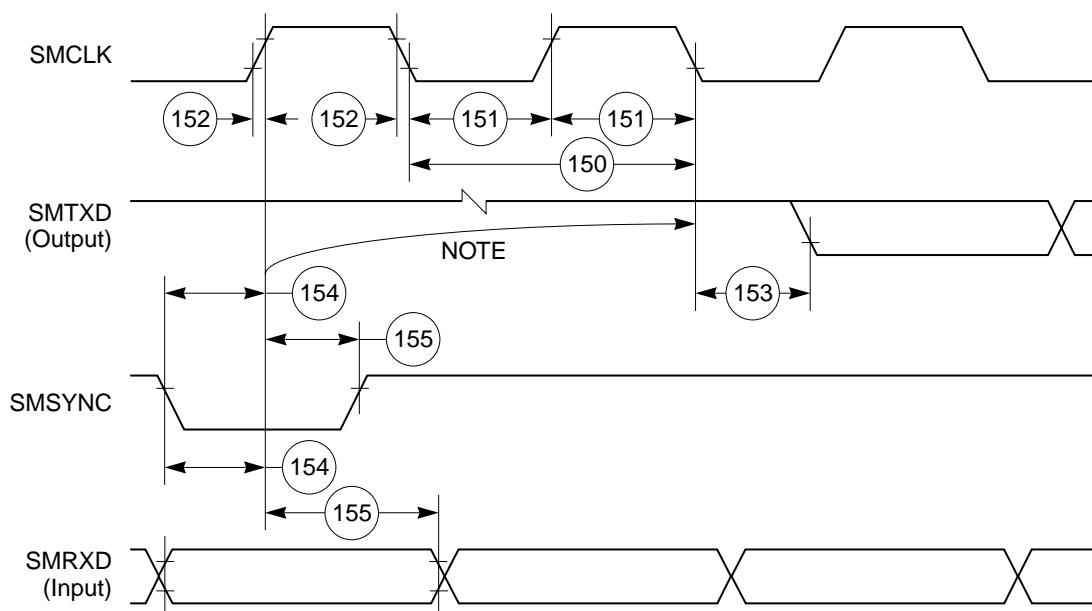 SMCLK
152
152
151
151
150
SMTXD
(Output)
NOTE
154
153
155
SMSYNC
154
155
SMRXD
(Input)